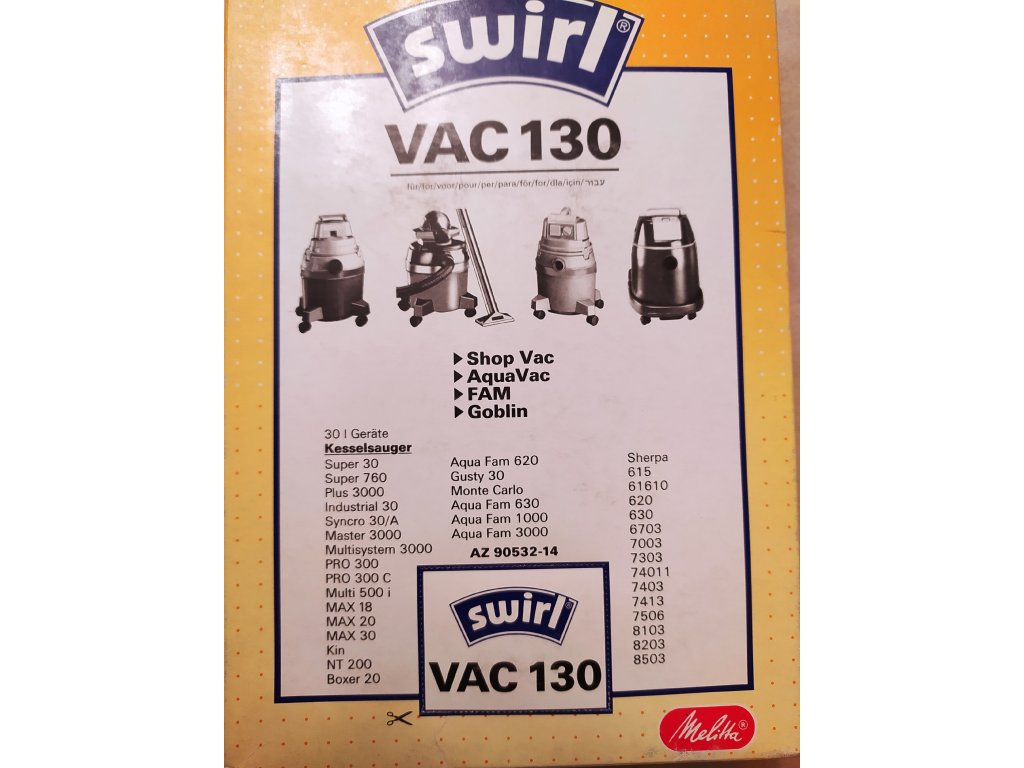 swirl®
VAC 130
für/for/voor/pour/per/para/för/for/dla/için/עבור
Shop Vac
AquaVac
FAM
Goblin
30 l Geräte
Kesselsauger
Super 30
Super 760
Plus 3000
Industrial 30
Syncro 30/A
Master 3000
Multisystem 3000
PRO 300
PRO 300 C
Multi 500 i
MAX 18
MAX 20
MAX 30
Kin
NT 200
Boxer 20
Aqua Fam 620
Gusty 30
Monte Carlo
Aqua Fam 630
Aqua Fam 1000
Aqua Fam 3000
AZ 90532-14
Sherpa
615
61610
620
630
6703
7003
7303
74011
7403
7413
7506
8103
8203
8503
swirl®
VAC 130
Melitta®